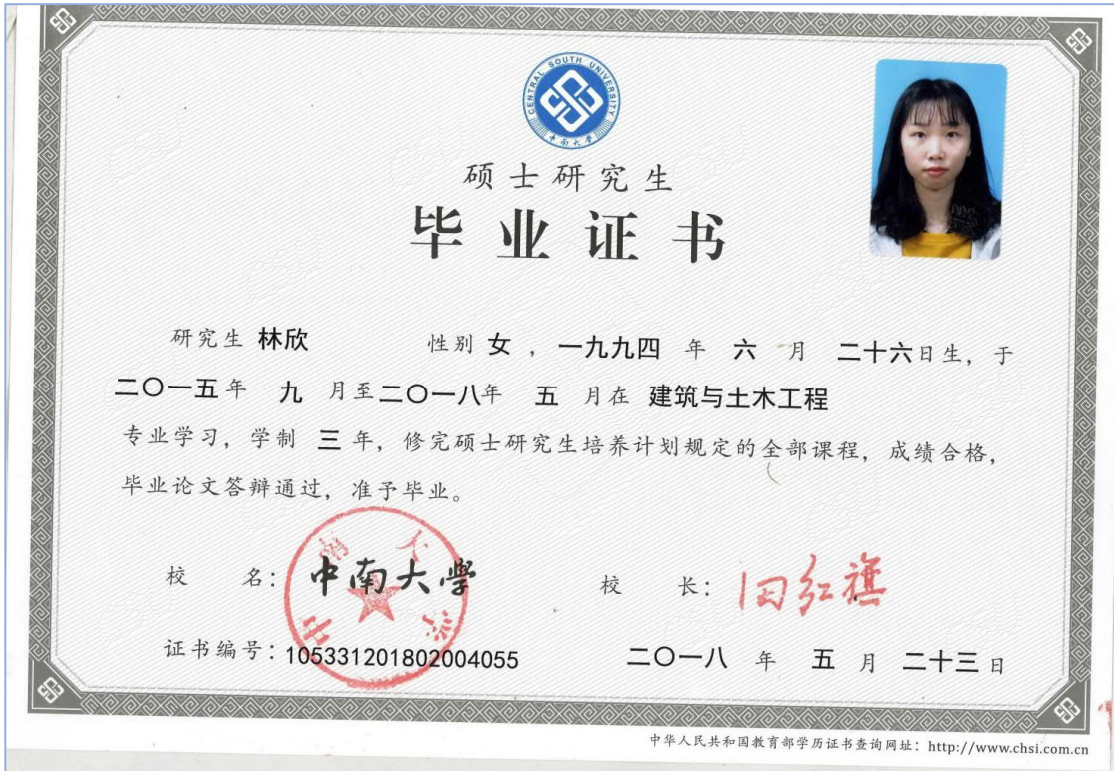 CENTRAL SOUTH UNIVERSITY
中南大学
硕士研究生
毕业证书
研究生 林欣 性别 女 ，一九九四 年 六 月 二十六日生，于
二〇一五年 九 月至二〇一八年 五 月在 建筑与土木工程
专业学习，学制 三 年，修完硕士研究生培养计划规定的全部课程，成绩合格，
毕业论文答辩通过，准予毕业。
校 名：中南大學
中南大学
校 长：田红旗
证书编号：105331201802004055
二〇一八 年 五 月 二十三日
中华人民共和国教育部学历证书查询网址：http://www.chsi.com.cn